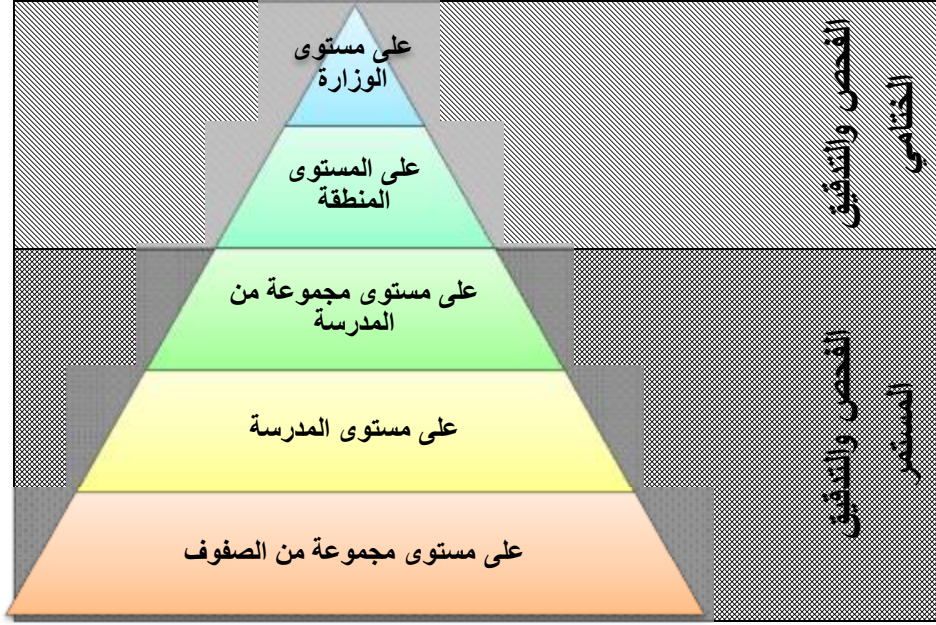 على مستوى
الوزارة
على المستوى
المنطقة
على مستوى مجموعة من
المدرسة
على مستوى المدرسة
على مستوى مجموعة من الصفوف
الفحص والتدقيق
الختامي
الفحص والتدقيق
المستمر